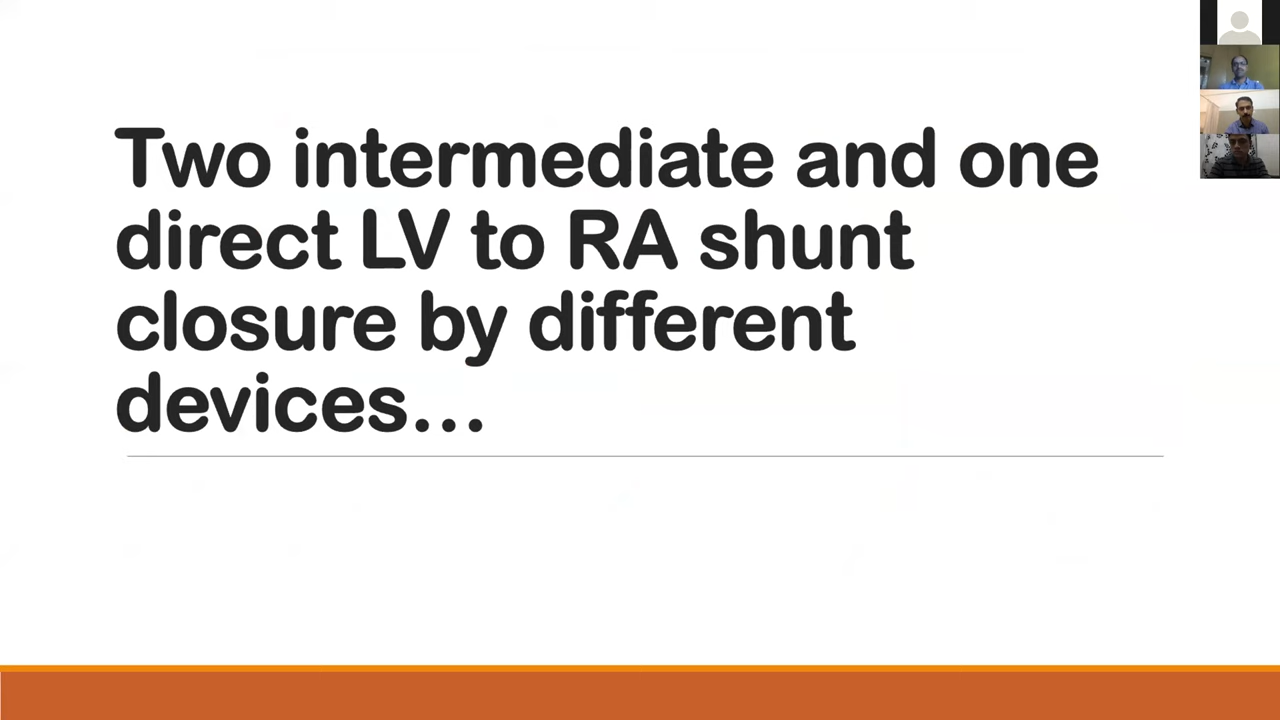 Two intermediate and one
direct LV to RA shunt
closure by different
devices...